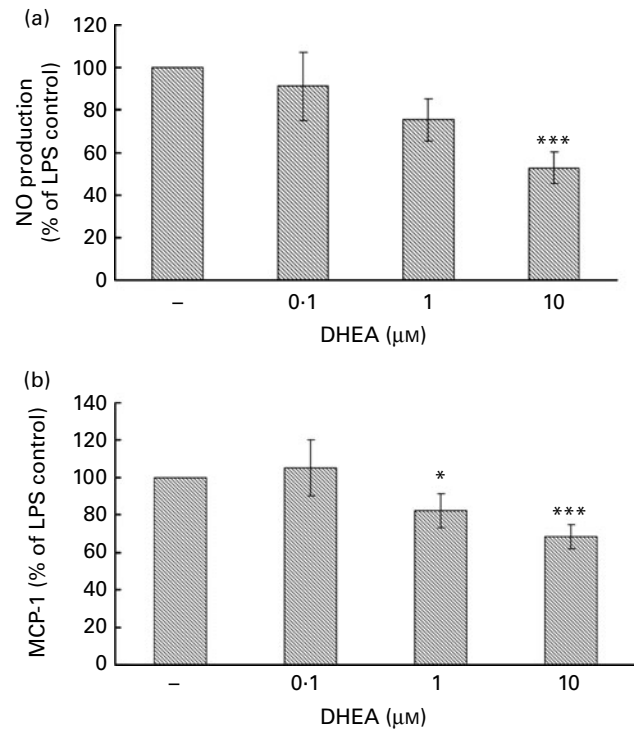 (a)
NO production
(% of LPS control)
120
100
80
60
40
20
0
***
– 0·1 1 10
DHEA (μM)
(b)
MCP-1 (% of LPS control)
140
120
100
80
60
40
20
0
*
***
– 0·1 1 10
DHEA (μM)